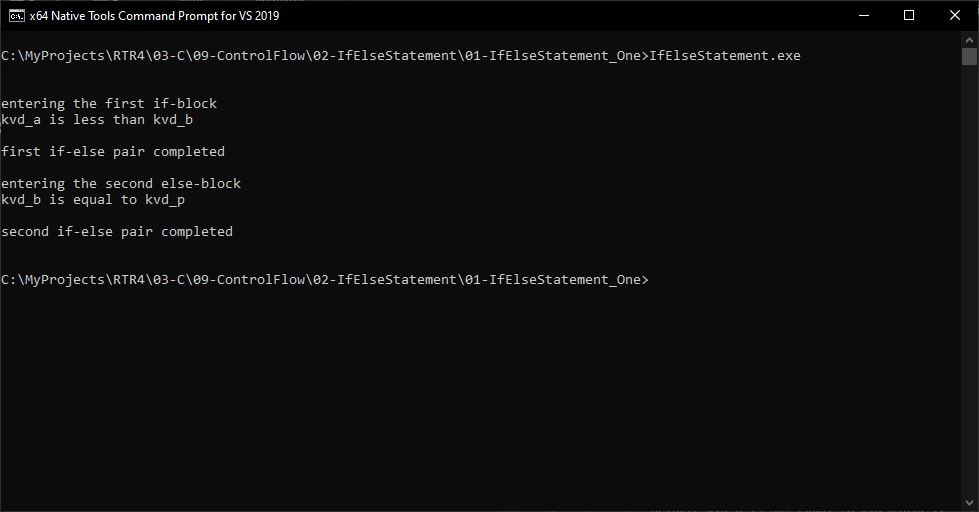 x64 Native Tools Command Prompt for VS 2019
C:\MyProjects\RTR4\03-C\09-ControlFlow\02-IfElseStatement\01-IfElseStatement_One>IfElseStatement.exe
entering the first if-block
kvd_a is less than kvd_b
first if-else pair completed
entering the second else-block
kvd_b is equal to kvd_p
second if-else pair completed
C:\MyProjects\RTR4\03-C\09-ControlFlow\02-IfElseStatement\01-IfElseStatement_One>